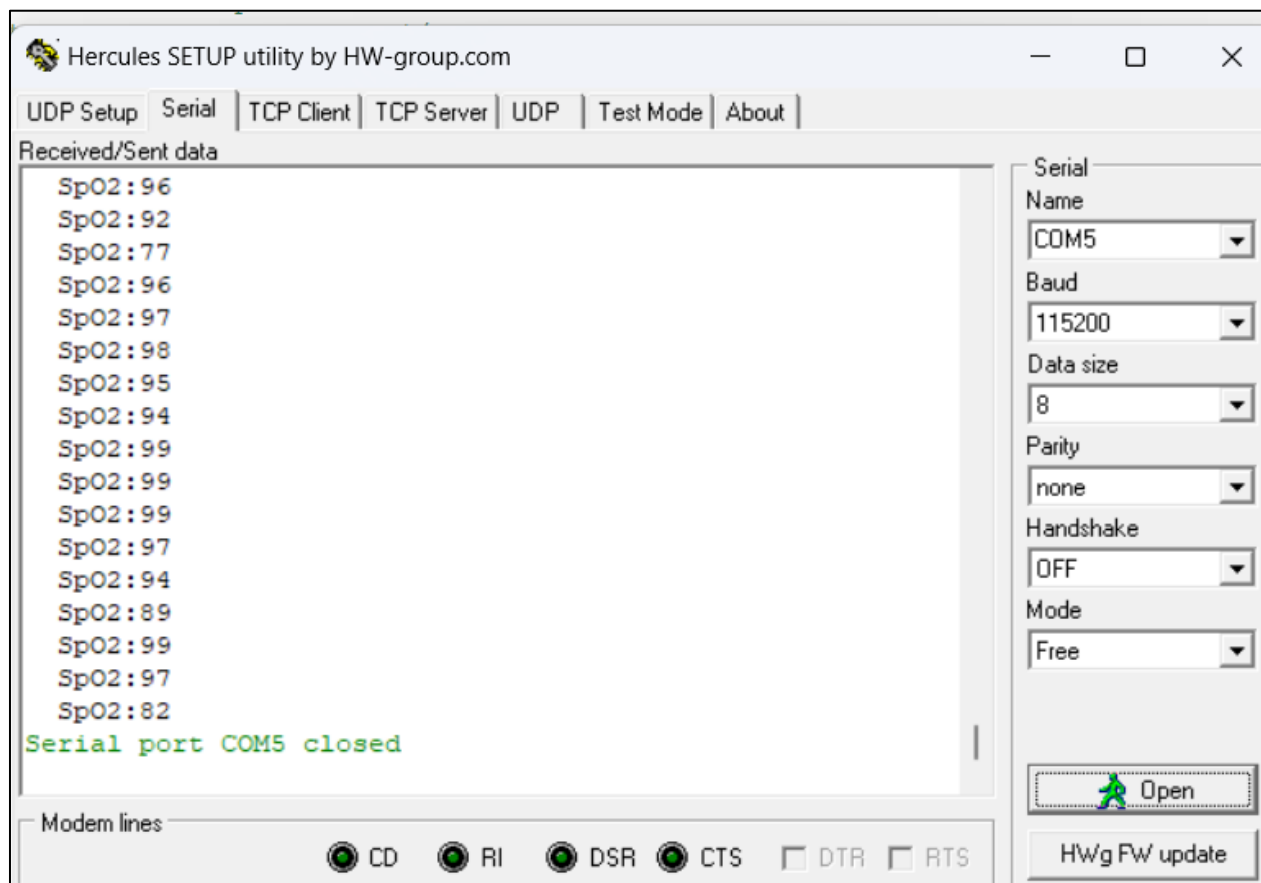 Hercules SETUP utility by HW-group.com
UDP Setup Serial TCP Client TCP Server UDP Test Mode About
Received/Sent data
SpO2:96
SpO2:92
SpO2:77
SpO2:96
SpO2:97
SpO2:98
SpO2:95
SpO2:94
SpO2:99
SpO2:99
SpO2:99
SpO2:97
SpO2:94
SpO2:89
SpO2:99
SpO2:97
SpO2:82
Serial port COM5 closed
Serial
Name
COM5
Baud
115200
Data size
8
Parity
none
Handshake
OFF
Mode
Free
Open
HWg FW update
Modem lines
CD RI DSR CTS DTR RTS